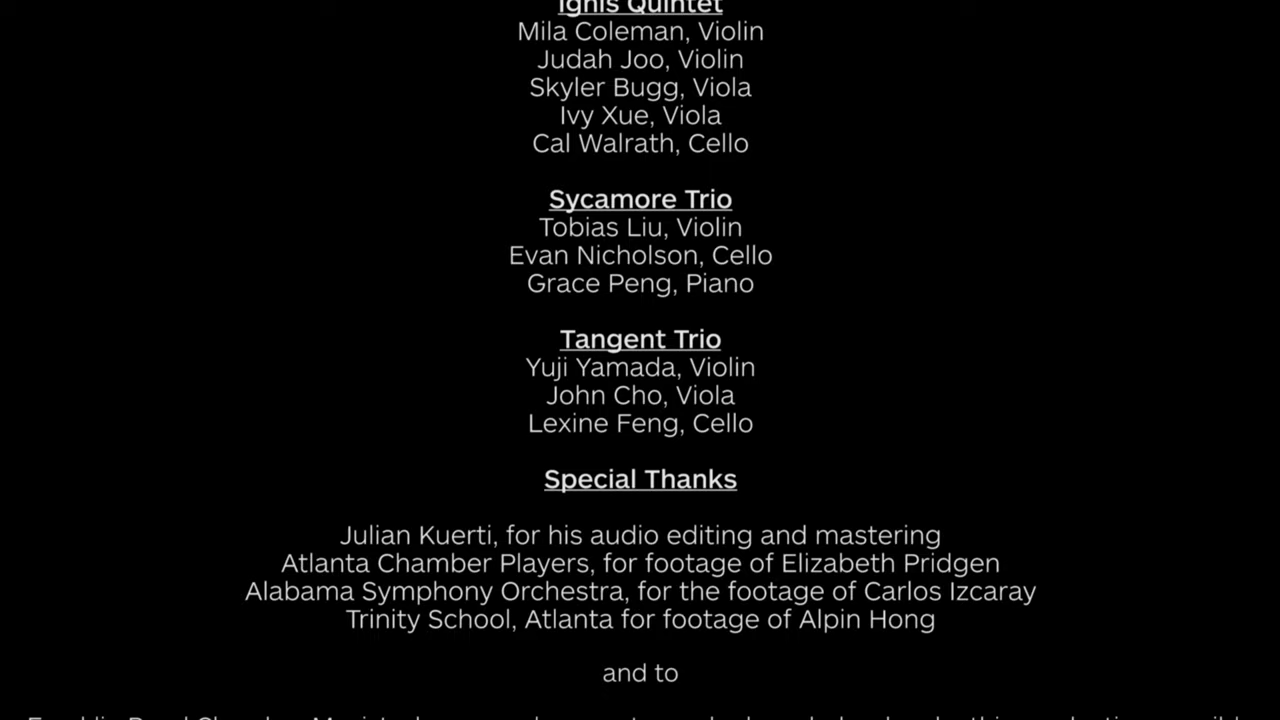 Ignis Quintet
Mila Coleman, Violin
Judah Joo, Violin
Skyler Bugg, Viola
Ivy Xue, Viola
Cal Walrath, Cello
Sycamore Trio
Tobias Liu, Violin
Evan Nicholson, Cello
Grace Peng, Piano
Tangent Trio
Yuji Yamada, Violin
John Cho, Viola
Lexine Feng, Cello
Special Thanks
Julian Kuerti, for his audio editing and mastering
Atlanta Chamber Players, for footage of Elizabeth Pridgen
Alabama Symphony Orchestra, for the footage of Carlos Izcaray
Trinity School, Atlanta for footage of Alpin Hong
and to